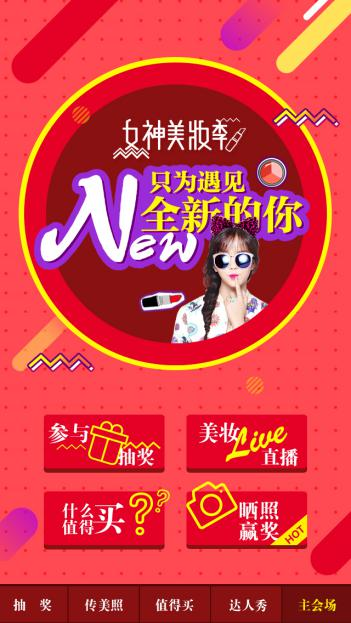 女神美妝季
只为遇见
全新的你
New
参与
抽奖
美妆
Live
直播
什么
值得买
??
晒照
赢奖
HOT
抽 奖
传美照
值得买
达人秀
主会场